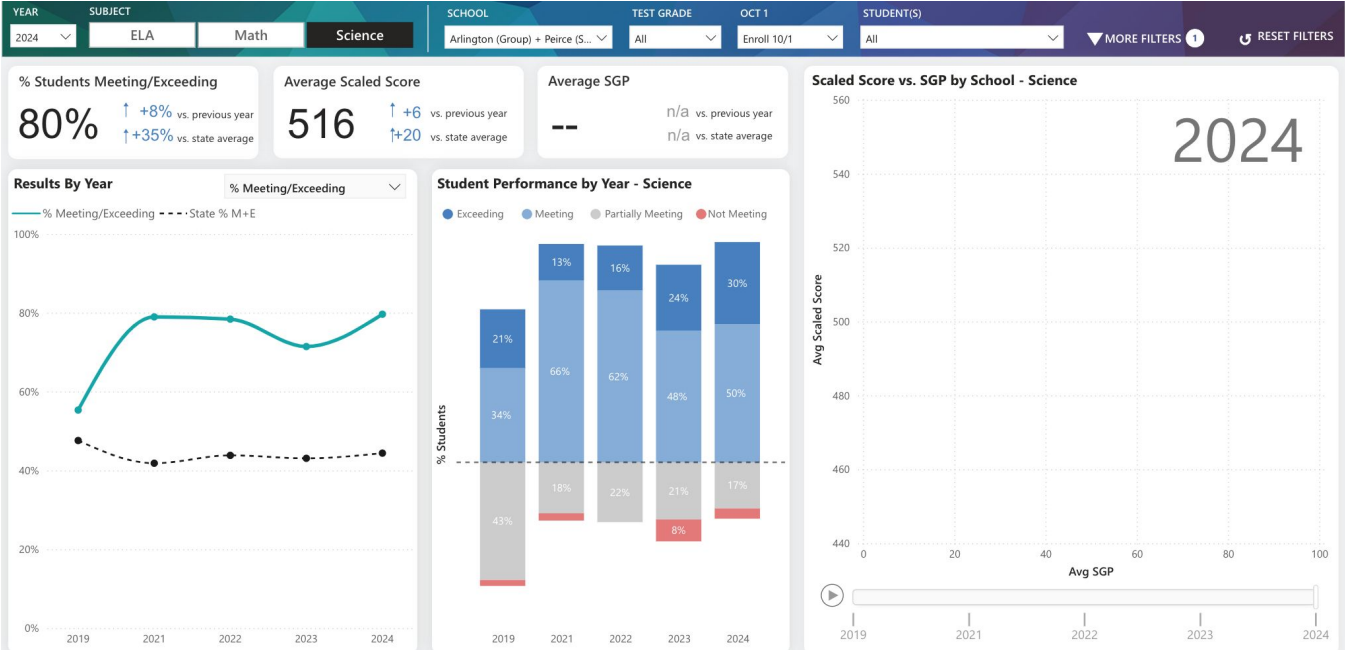 YEAR SUBJECT SCHOOL TEST GRADE OCT 1 STUDENT(S)
2024 ELA Math Science Arlington (Group) + Peirce (S... All Enroll 10/1 All MORE FILTERS 1 RESET FILTERS
% Students Meeting/Exceeding
80%
+8% vs. previous year
+35% vs. state average
Average Scaled Score
516
+6 vs. previous year
+20 vs. state average
Average SGP
--
n/a vs. previous year
n/a vs. state average
Results By Year
% Meeting/Exceeding
% Meeting/Exceeding State % M+E
100%
80%
60%
40%
20%
0%
2019 2021 2022 2023 2024
Student Performance by Year - Science
Exceeding Meeting Partially Meeting Not Meeting
% Students
13% 16% 24% 30%
21%
66% 62% 48% 50%
34%
18% 22% 21% 17%
43%
8%
2019 2021 2022 2023 2024
Scaled Score vs. SGP by School - Science
2024
Avg Scaled Score
560
540
520
500
480
460
440
0 20 40 60 80 100
Avg SGP
2019 2021 2022 2023 2024